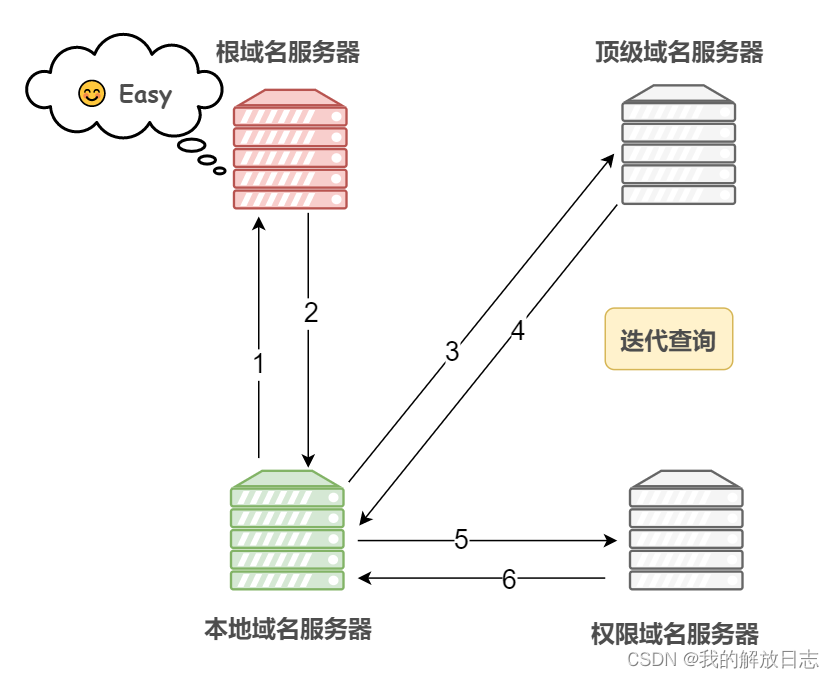 根域名服务器
顶级域名服务器
Easy
2
1
3
4
迭代查询
5
6
本地域名服务器
权限域名服务器
CSDN @我的解放日志